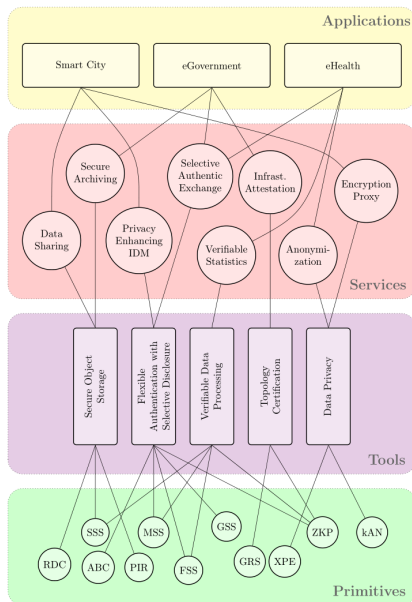 Applications
Smart City
eGovernment
eHealth
Secure
Archiving
Selective
Authentic
Exchange
Infrast.
Attestation
Encryption
Proxy
Data
Sharing
Privacy
Enhancing
IDM
Verifiable
Statistics
Anonymi-
zation
Services
Secure Object
Storage
Flexible
Authentication with
Selective Disclosure
Verifiable Data
Processing
Topology
Certification
Data Privacy
Tools
SSS
MSS
GSS
ZKP
kAN
RDC
ABC
PIR
FSS
GRS
XPE
Primitives